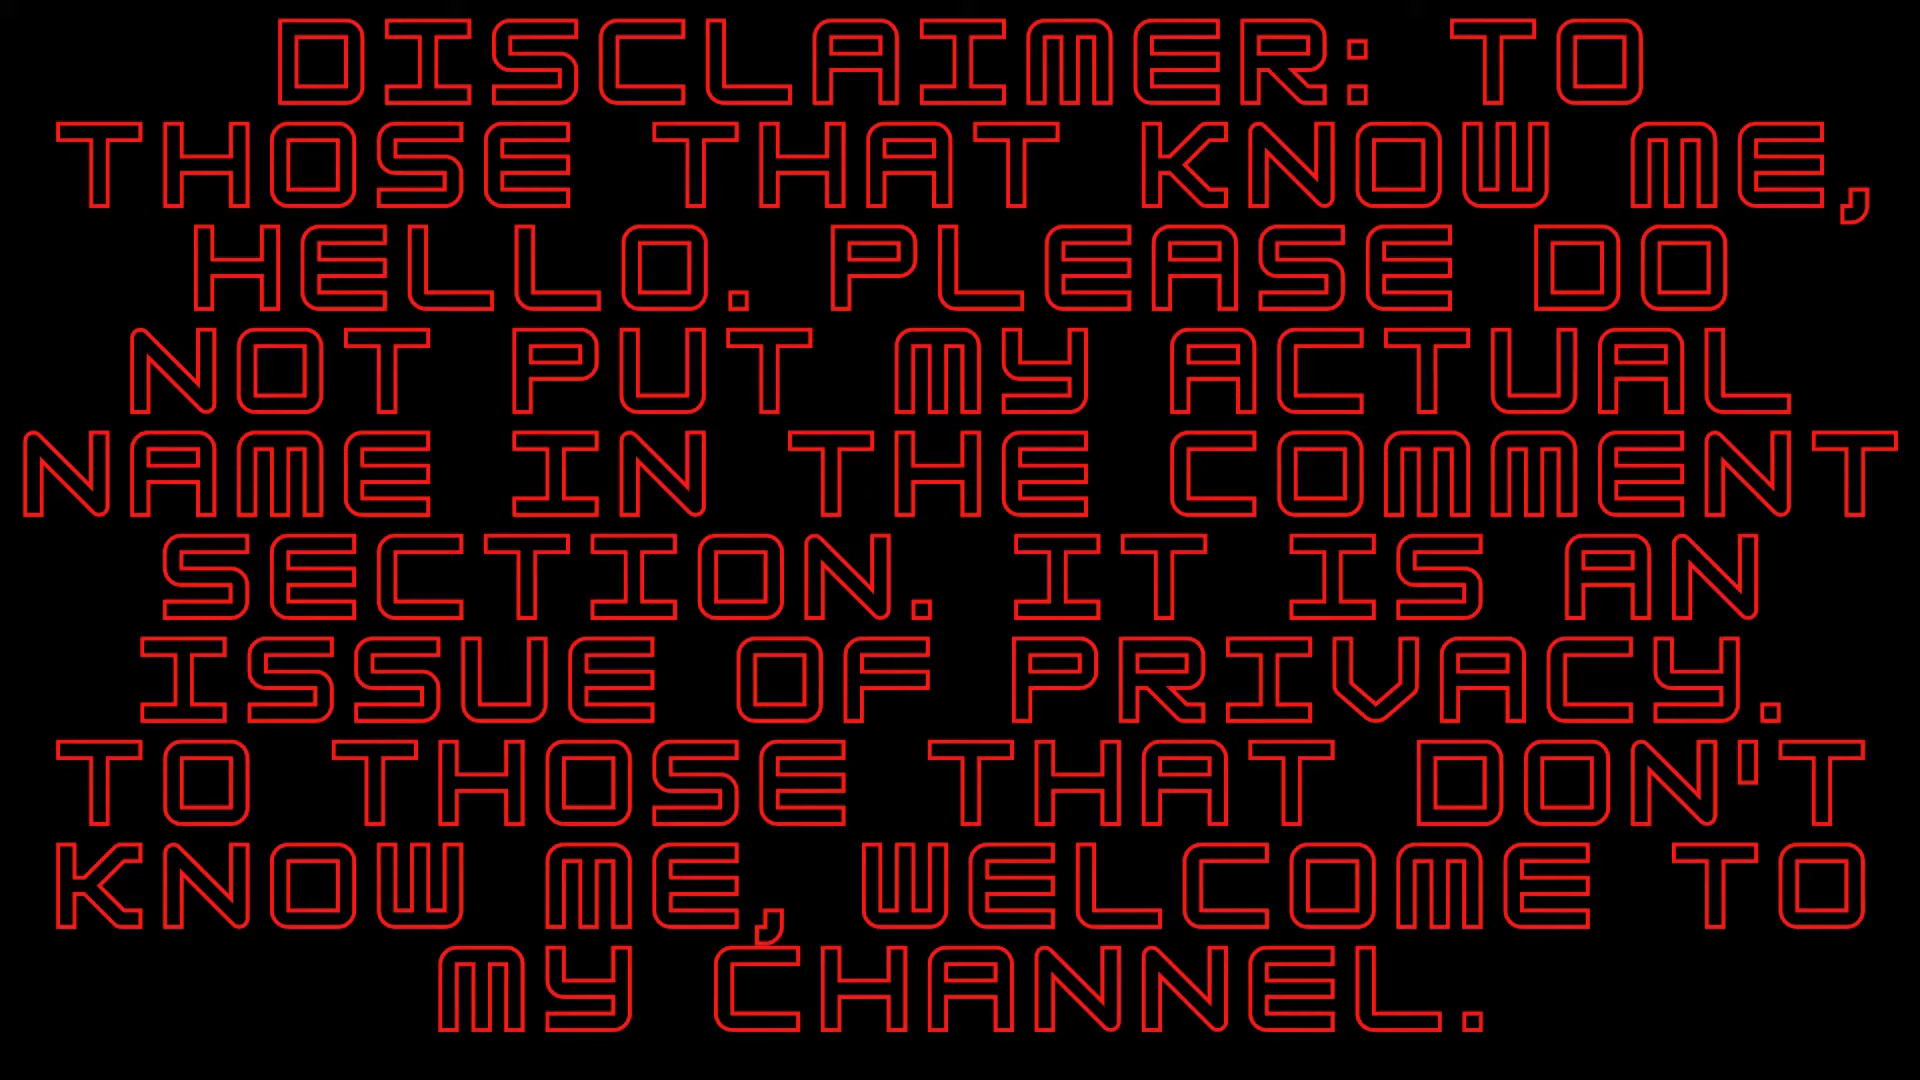 DISCLAIMER: TO
THOSE THAT KNOW ME,
HELLO. PLEASE DO
NOT PUT MY ACTUAL
NAME IN THE COMMENT
SECTION. IT IS AN
ISSUE OF PRIVACY.
TO THOSE THAT DON'T
KNOW ME, WELCOME TO
MY CHANNEL.